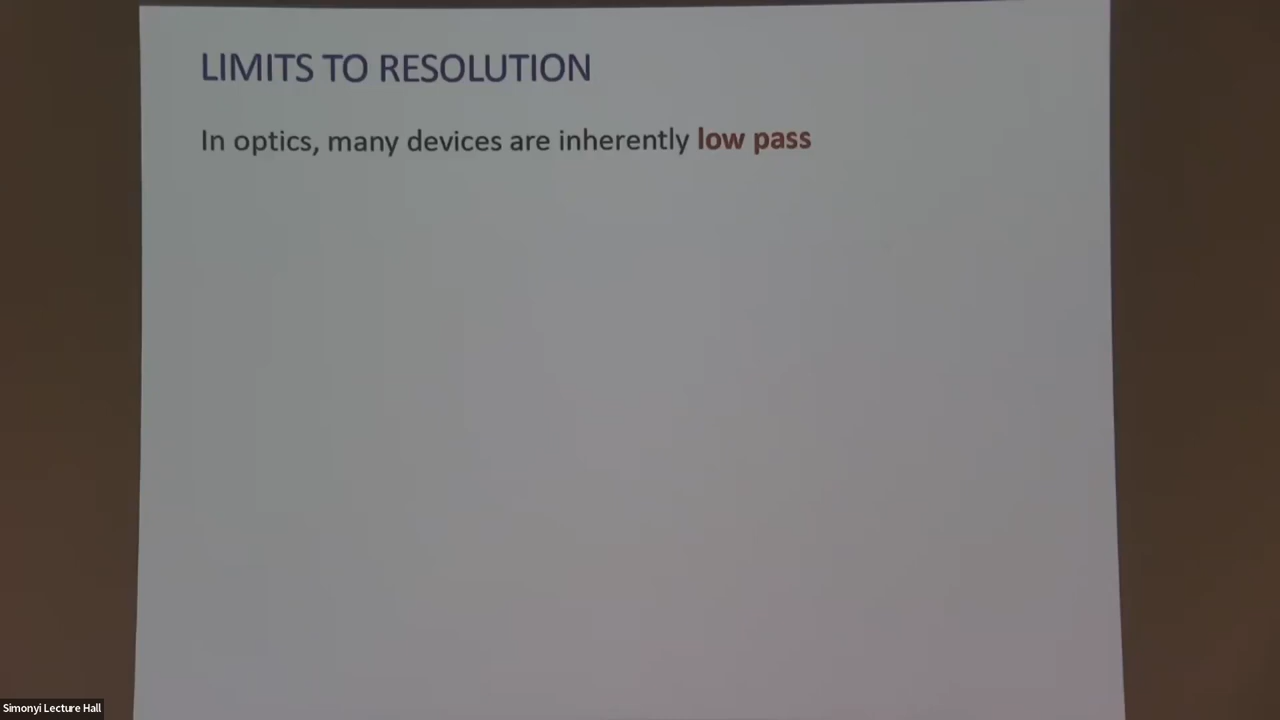 LIMITS TO RESOLUTION
In optics, many devices are inherently low pass
Simonyi Lecture Hall